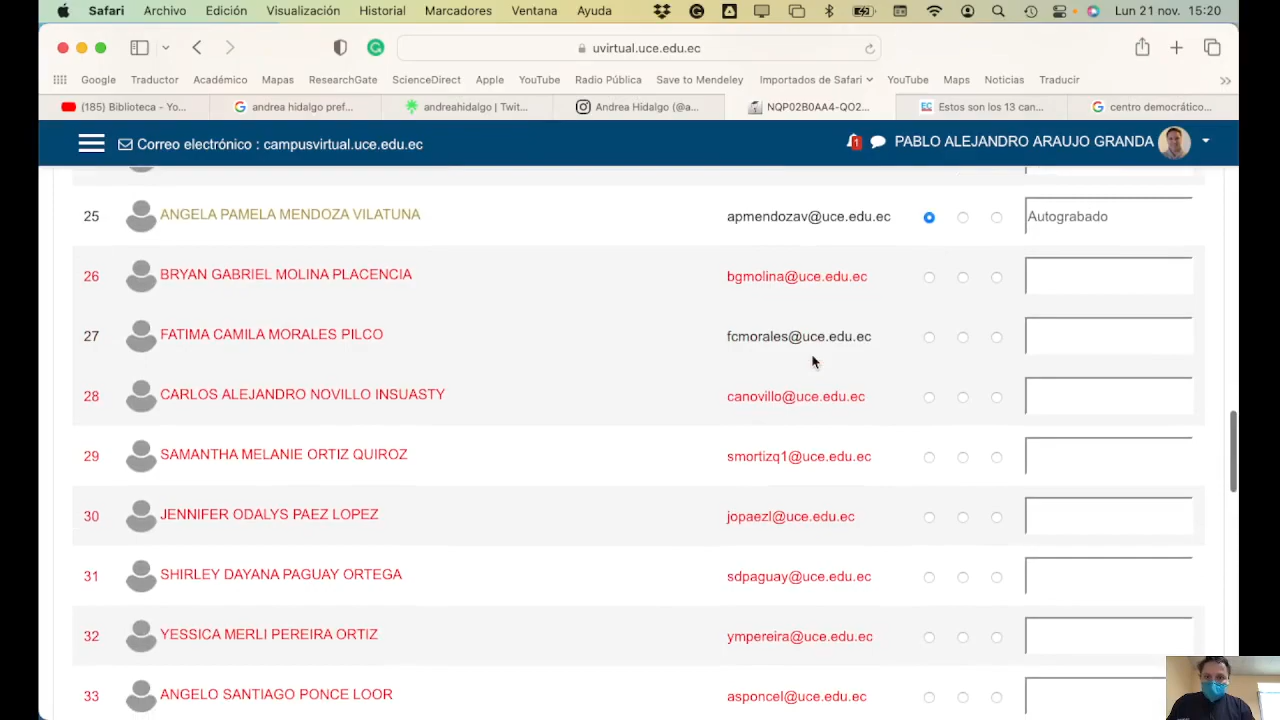 Safari Archivo Edición Visualización Historial Marcadores Ventana Ayuda Lun 21 nov. 15:20
uvirtual.uce.edu.ec
Google Traductor Académico Mapas ResearchGate ScienceDirect Apple YouTube Radio Pública Save to Mendeley Importados de Safari YouTube Maps Noticias Traducir
(185) Biblioteca - Yo... andrea hidalgo pref... andreahidalgo | Twit... Andrea Hidalgo (@a... NQP02B0AA4-QO2... Estos son los 13 can... centro democrático...
Correo electrónico : campusvirtual.uce.edu.ec 1 PABLO ALEJANDRO ARAUJO GRANDA
25 ANGELA PAMELA MENDOZA VILATUNA apmendozav@uce.edu.ec Autograbado
26 BRYAN GABRIEL MOLINA PLACENCIA bgmolina@uce.edu.ec
27 FATIMA CAMILA MORALES PILCO fcmorales@uce.edu.ec
28 CARLOS ALEJANDRO NOVILLO INSUASTY canovillo@uce.edu.ec
29 SAMANTHA MELANIE ORTIZ QUIROZ smortizq1@uce.edu.ec
30 JENNIFER ODALYS PAEZ LOPEZ jopaezl@uce.edu.ec
31 SHIRLEY DAYANA PAGUAY ORTEGA sdpaguay@uce.edu.ec
32 YESSICA MERLI PEREIRA ORTIZ ympereira@uce.edu.ec
33 ANGELO SANTIAGO PONCE LOOR asponcel@uce.edu.ec